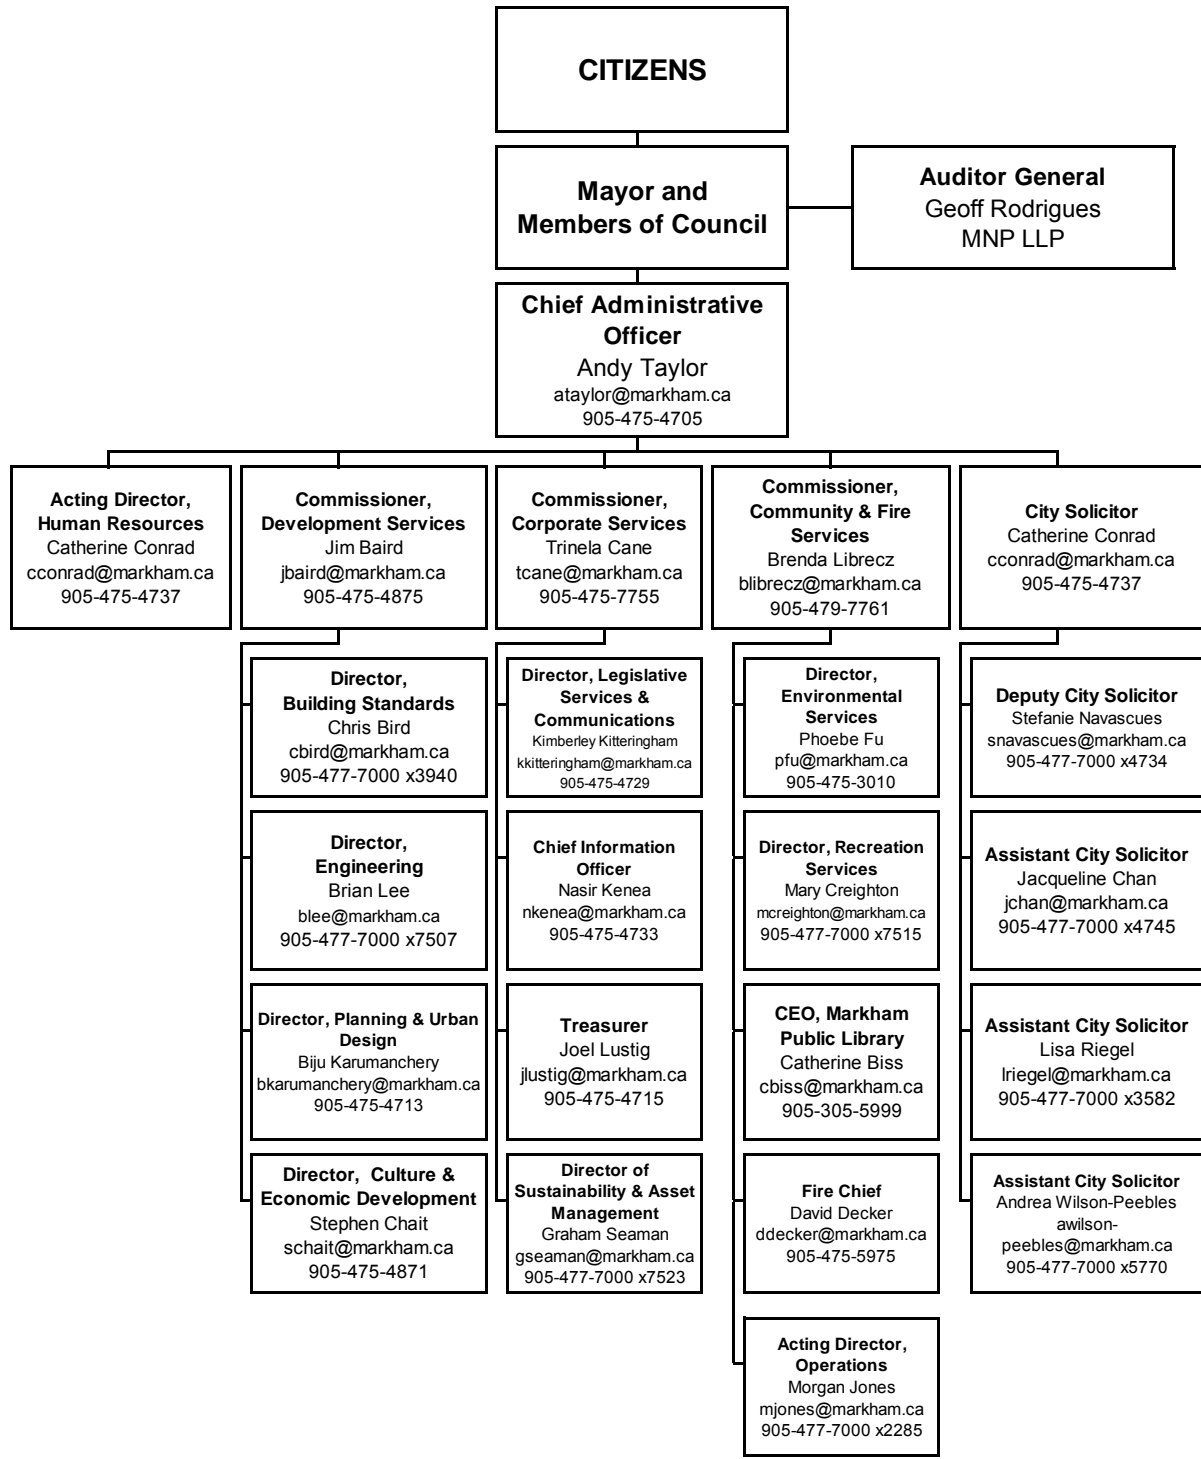 CITIZENS
Mayor and
Members of Council
Auditor General
Geoff Rodrigues
MNP LLP
Chief Administrative
Officer
Andy Taylor
ataylor@markham.ca
905-475-4705
Acting Director,
Human Resources
Catherine Conrad
cconrad@markham.ca
905-475-4737
Commissioner,
Development Services
Jim Baird
jbaird@markham.ca
905-475-4875
Commissioner,
Corporate Services
Trinela Cane
tcane@markham.ca
905-475-7755
Commissioner,
Community & Fire
Services
Brenda Librecz
blibrecz@markham.ca
905-479-7761
City Solicitor
Catherine Conrad
cconrad@markham.ca
905-475-4737
Director,
Building Standards
Chris Bird
cbird@markham.ca
905-477-7000 x3940
Director, Legislative
Services &
Communications
Kimberley Kitteringham
kkitteringham@markham.ca
905-475-4729
Director,
Environmental
Services
Phoebe Fu
pfu@markham.ca
905-475-3010
Deputy City Solicitor
Stefanie Navascues
snavascues@markham.ca
905-477-7000 x4734
Director,
Engineering
Brian Lee
blee@markham.ca
905-477-7000 x7507
Chief Information
Officer
Nasir Kenea
nkenea@markham.ca
905-475-4733
Director, Recreation
Services
Mary Creighton
mcreighton@markham.ca
905-477-7000 x7515
Assistant City Solicitor
Jacqueline Chan
jchan@markham.ca
905-477-7000 x4745
Director, Planning & Urban
Design
Biju Karumanchery
bkarumanchery@markham.ca
905-475-4713
Treasurer
Joel Lustig
jlustig@markham.ca
905-475-4715
CEO, Markham
Public Library
Catherine Biss
cbiss@markham.ca
905-305-5999
Assistant City Solicitor
Lisa Riegel
lriegel@markham.ca
905-477-7000 x3582
Director, Culture &
Economic Development
Stephen Chait
schait@markham.ca
905-475-4871
Director of
Sustainability & Asset
Management
Graham Seaman
gseaman@markham.ca
905-477-7000 x7523
Fire Chief
David Decker
ddecker@markham.ca
905-475-5975
Assistant City Solicitor
Andrea Wilson-Peebles
awilson-
peebles@markham.ca
905-477-7000 x5770
Acting Director,
Operations
Morgan Jones
mjones@markham.ca
905-477-7000 x2285